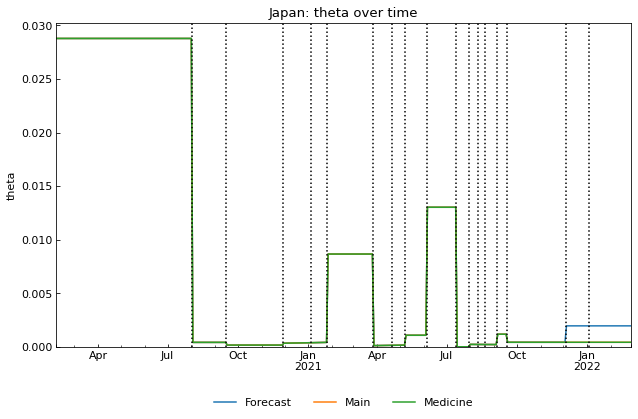 Japan: theta over time
theta
0.030
0.025
0.020
0.015
0.010
0.005
0.000
Apr Jul Oct Jan Apr Jul Oct Jan
2021 2022
Forecast Main Medicine